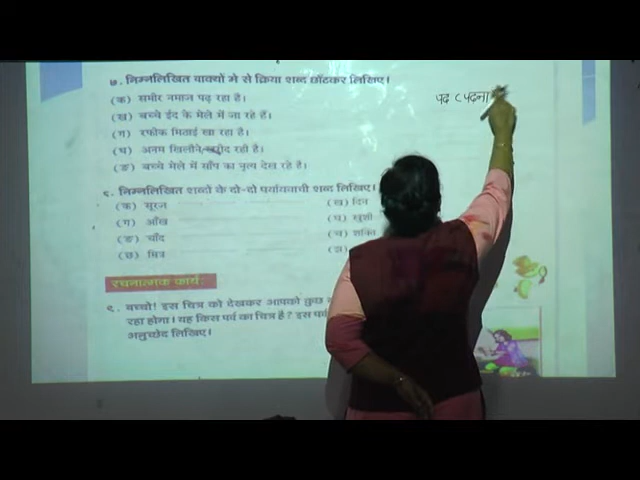 ७. निम्नलिखित वाक्यों मे से क्रिया शब्द छाँटकर लिखिए।
(क) समीर नमाज पढ़ रहा है।
(ख) बच्चे ईद के मेले में जा रहे हैं।
(ग) रफीक मिठाई खा रहा है।
(घ) अनम खिलौने खरीद रही है।
(ङ) बच्चे मेले में साँप का नृत्य देख रहे है।
पढ़ ( पढ़ना
८. निम्नलिखित शब्दों के दो-दो पर्यायवाची शब्द लिखिए।
(क) सूरज (ख) दिन
(ग) आँख (घ) खुशी
(ङ) चाँद (च) शक्ति
(छ) मित्र
रचनात्मक कार्य:
९. बच्चो! इस चित्र को देखकर आपको कुछ
रहा होगा। यह किस पर्व का चित्र है? इस पर्व
अनुच्छेद लिखिए।